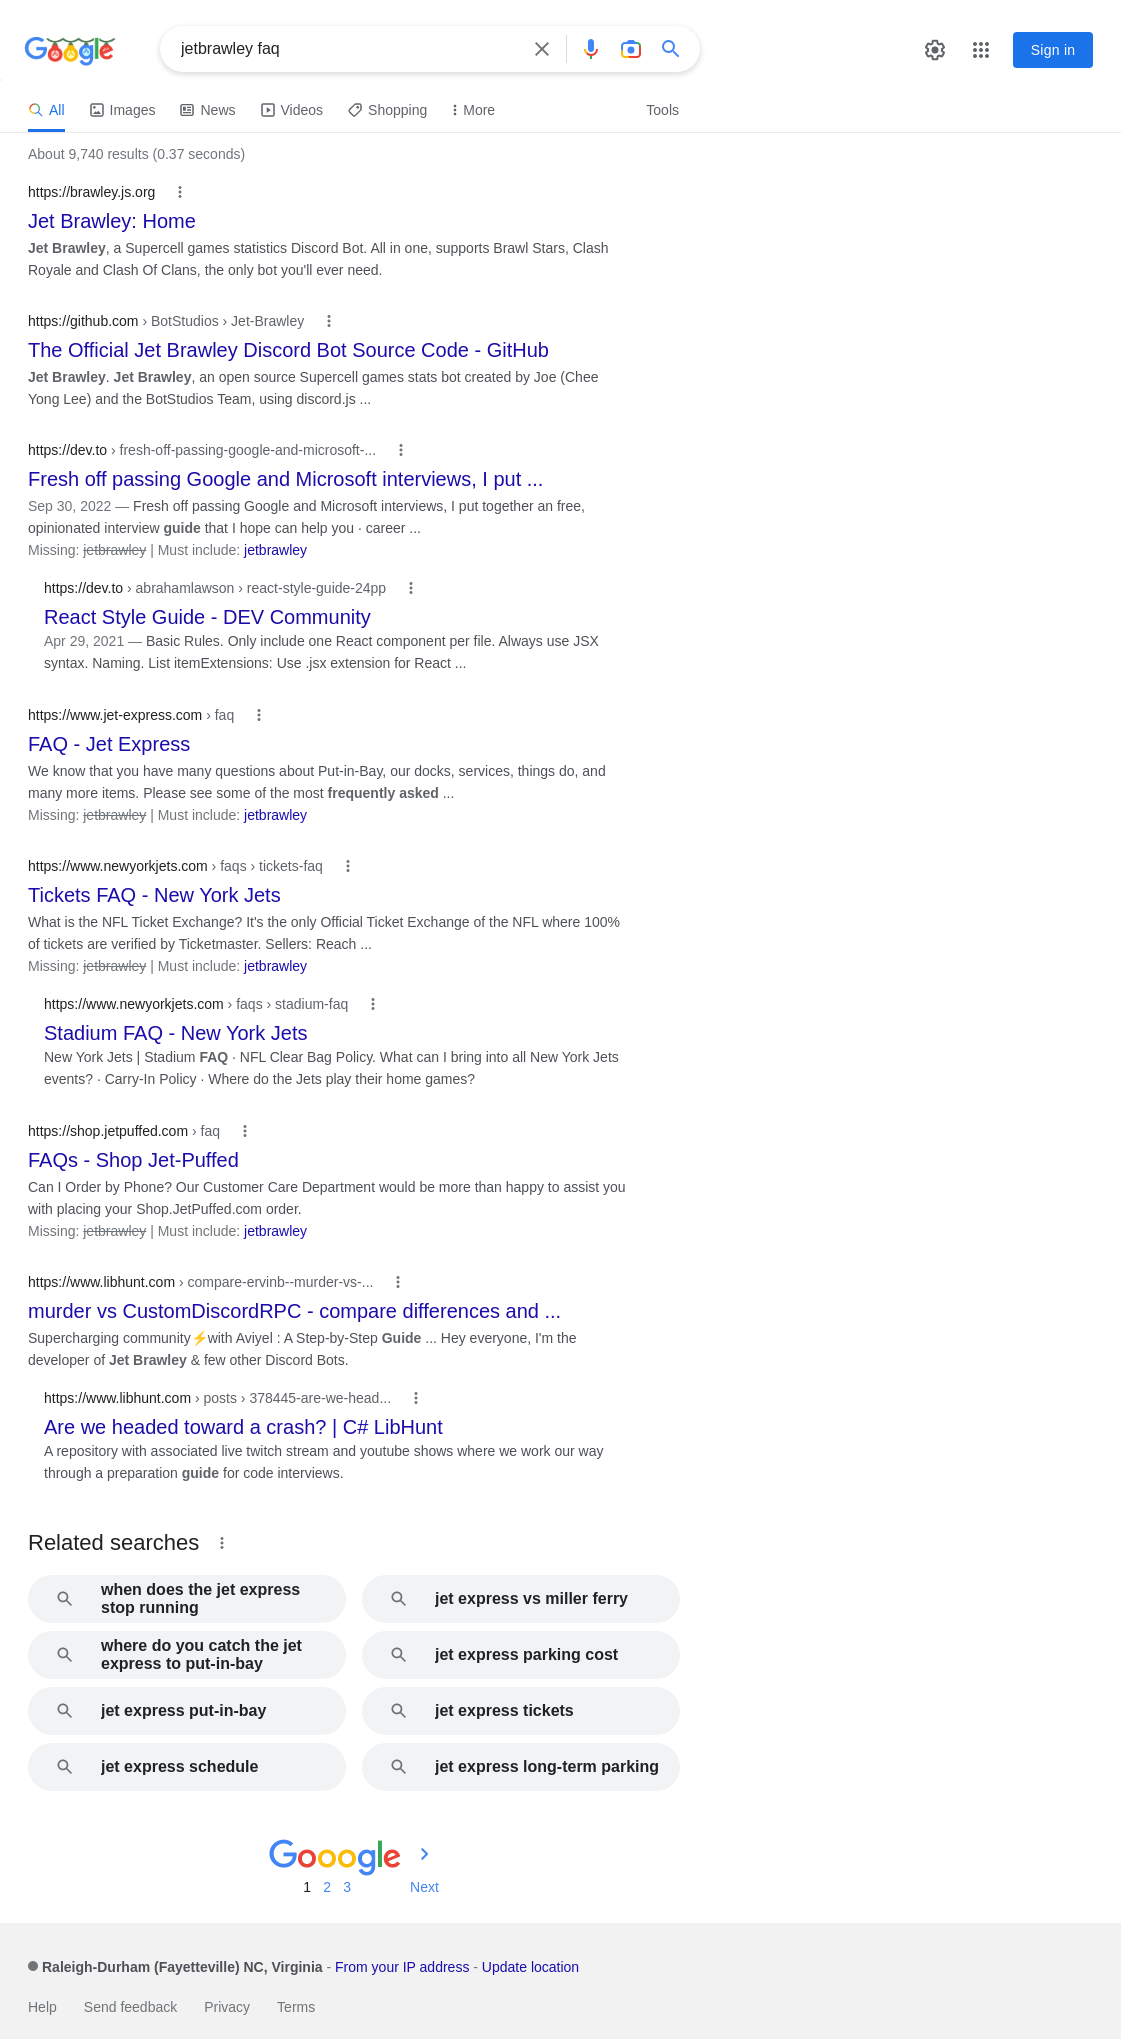 Google
jetbrawley faq
Sign in
All
Images
News
Videos
Shopping
More
Tools
About 9,740 results (0.37 seconds)
https://brawley.js.org
Jet Brawley: Home
Jet Brawley, a Supercell games statistics Discord Bot. All in one, supports Brawl Stars, Clash
Royale and Clash Of Clans, the only bot you'll ever need.
https://github.com › BotStudios › Jet-Brawley
The Official Jet Brawley Discord Bot Source Code - GitHub
Jet Brawley. Jet Brawley, an open source Supercell games stats bot created by Joe (Chee
Yong Lee) and the BotStudios Team, using discord.js ...
https://dev.to › fresh-off-passing-google-and-microsoft-...
Fresh off passing Google and Microsoft interviews, I put ...
Sep 30, 2022 — Fresh off passing Google and Microsoft interviews, I put together an free,
opinionated interview guide that I hope can help you · career ...
Missing: jetbrawley | Must include: jetbrawley
https://dev.to › abrahamlawson › react-style-guide-24pp
React Style Guide - DEV Community
Apr 29, 2021 — Basic Rules. Only include one React component per file. Always use JSX
syntax. Naming. List itemExtensions: Use .jsx extension for React ...
https://www.jet-express.com › faq
FAQ - Jet Express
We know that you have many questions about Put-in-Bay, our docks, services, things do, and
many more items. Please see some of the most frequently asked ...
Missing: jetbrawley | Must include: jetbrawley
https://www.newyorkjets.com › faqs › tickets-faq
Tickets FAQ - New York Jets
What is the NFL Ticket Exchange? It's the only Official Ticket Exchange of the NFL where 100%
of tickets are verified by Ticketmaster. Sellers: Reach ...
Missing: jetbrawley | Must include: jetbrawley
https://www.newyorkjets.com › faqs › stadium-faq
Stadium FAQ - New York Jets
New York Jets | Stadium FAQ · NFL Clear Bag Policy. What can I bring into all New York Jets
events? · Carry-In Policy · Where do the Jets play their home games?
https://shop.jetpuffed.com › faq
FAQs - Shop Jet-Puffed
Can I Order by Phone? Our Customer Care Department would be more than happy to assist you
with placing your Shop.JetPuffed.com order.
Missing: jetbrawley | Must include: jetbrawley
https://www.libhunt.com › compare-ervinb--murder-vs-...
murder vs CustomDiscordRPC - compare differences and ...
Supercharging community⚡with Aviyel : A Step-by-Step Guide ... Hey everyone, I'm the
developer of Jet Brawley & few other Discord Bots.
https://www.libhunt.com › posts › 378445-are-we-head...
Are we headed toward a crash? | C# LibHunt
A repository with associated live twitch stream and youtube shows where we work our way
through a preparation guide for code interviews.
Related searches
when does the jet express
stop running
jet express vs miller ferry
where do you catch the jet
express to put-in-bay
jet express parking cost
jet express put-in-bay
jet express tickets
jet express schedule
jet express long-term parking
Gooogle
1 2 3 Next
Raleigh-Durham (Fayetteville) NC, Virginia - From your IP address - Update location
Help Send feedback Privacy Terms